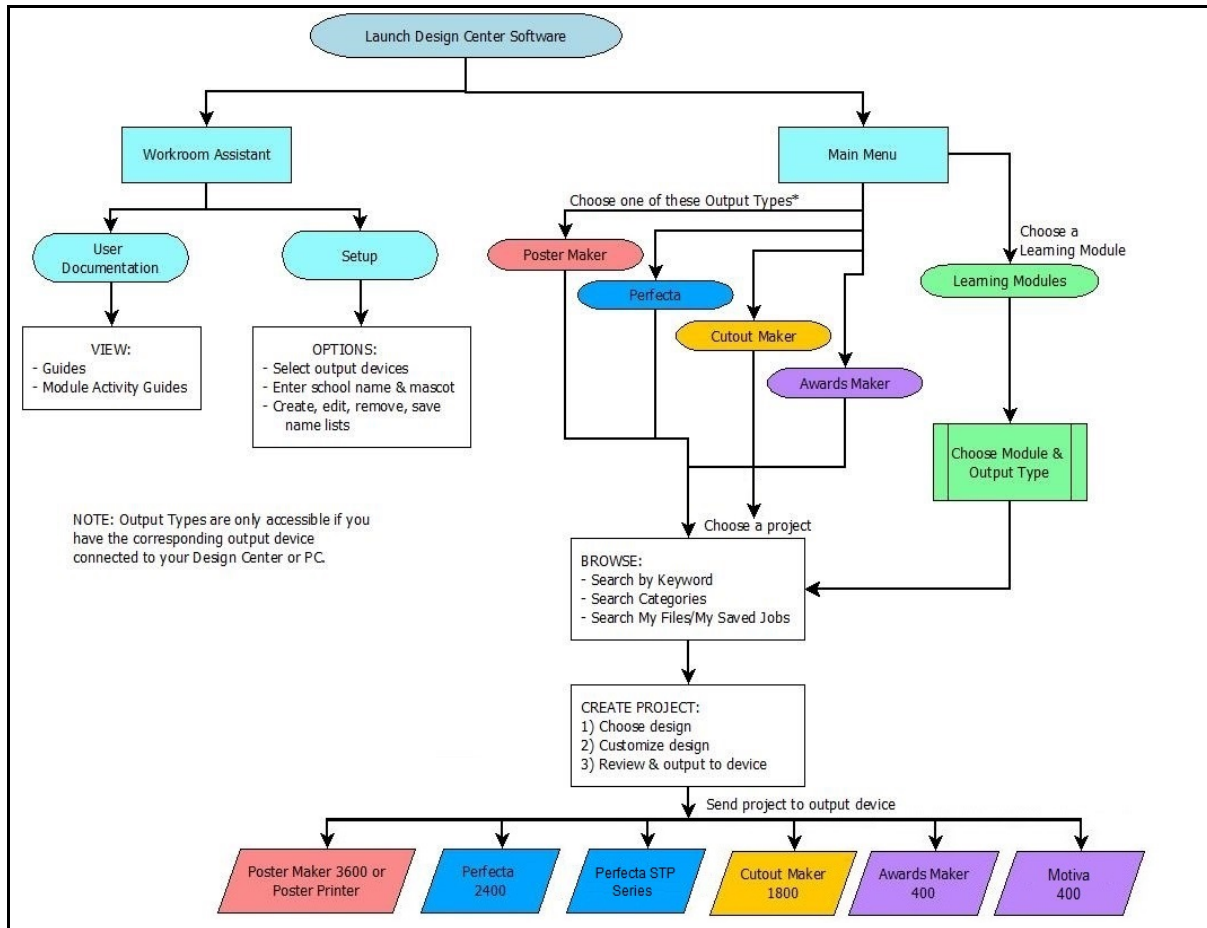 Launch Design Center Software
Workroom Assistant
Main Menu
Choose one of these Output Types*
Choose a
Learning Module
User
Documentation
Setup
Poster Maker
Perfecta
Cutout Maker
Awards Maker
Learning Modules
VIEW:
- Guides
- Module Activity Guides
OPTIONS:
- Select output devices
- Enter school name & mascot
- Create, edit, remove, save
name lists
Choose Module &
Output Type
NOTE: Output Types are only accessible if you
have the corresponding output device
connected to your Design Center or PC.
Choose a project
BROWSE:
- Search by Keyword
- Search Categories
- Search My Files/My Saved Jobs
CREATE PROJECT:
1) Choose design
2) Customize design
3) Review & output to device
Send project to output device
Poster Maker 3600 or
Poster Printer
Perfecta
2400
Perfecta STP
Series
Cutout Maker
1800
Awards Maker
400
Motiva
400